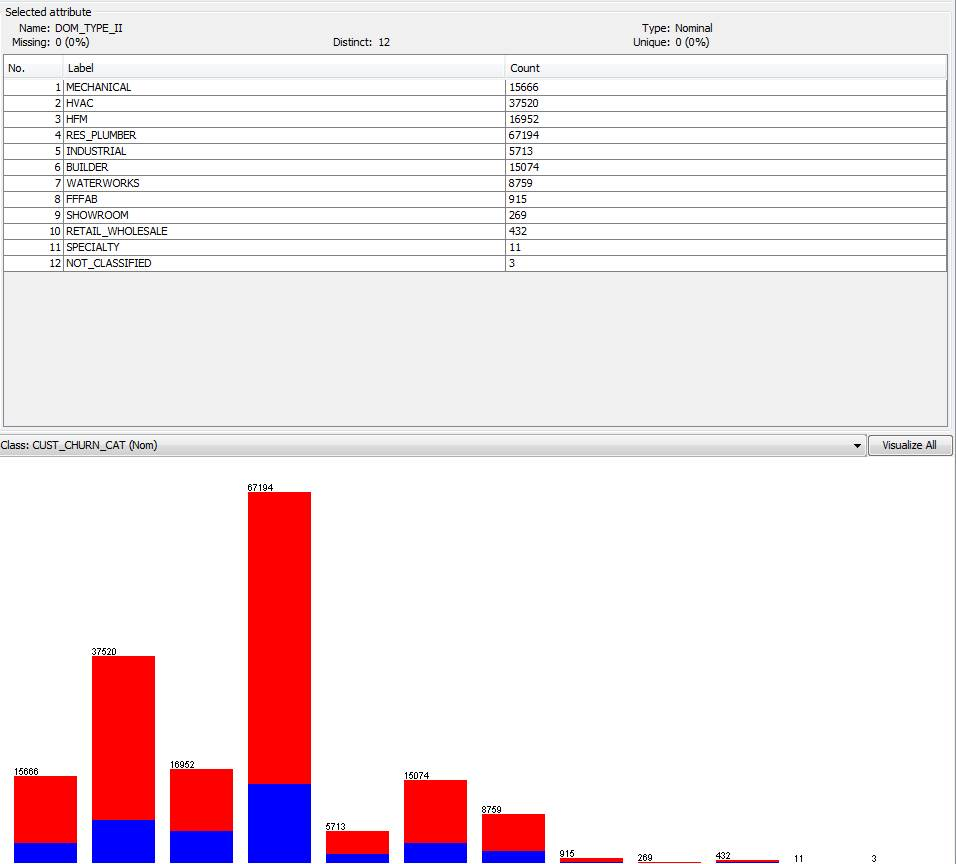 Selected attribute
Name: DOM_TYPE_II Type: Nominal
Missing: 0 (0%) Distinct: 12 Unique: 0 (0%)
No. Label Count
1 MECHANICAL 15666
2 HVAC 37520
3 HFM 16952
4 RES_PLUMBER 67194
5 INDUSTRIAL 5713
6 BUILDER 15074
7 WATERWORKS 8759
8 FFFAB 915
9 SHOWROOM 269
10 RETAIL_WHOLESALE 432
11 SPECIALTY 11
12 NOT_CLASSIFIED 3
Class: CUST_CHURN_CAT (Nom) Visualize All
67194
37520
16952
15666
15074
8759
5713
915
269
432
11
3